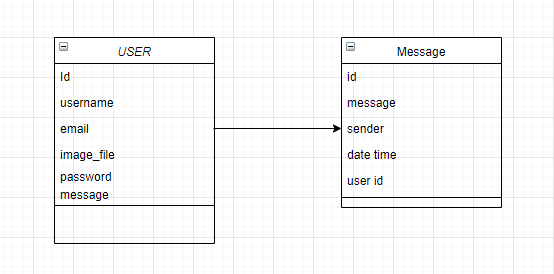 USER
Id
username
email
image_file
password
message
Message
id
message
sender
date time
user id